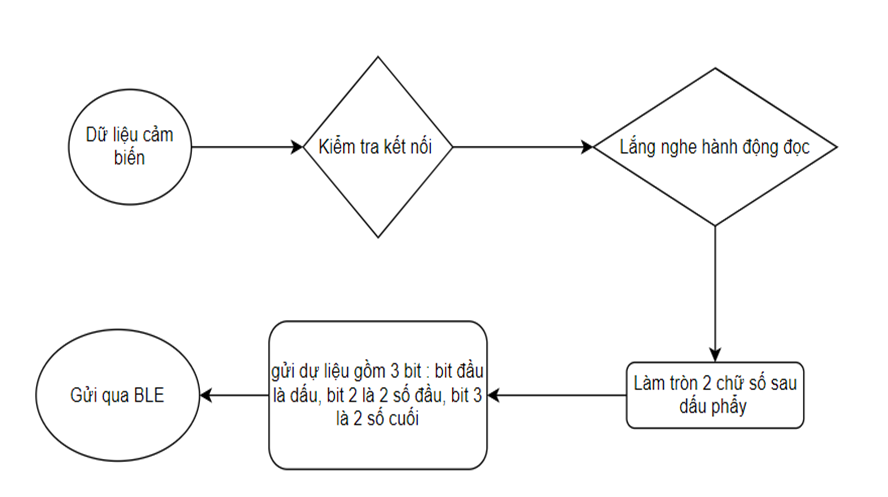 Dữ liệu cảm
biến
Kiểm tra kết nối
Lắng nghe hành động đọc
Làm tròn 2 chữ số sau
dấu phẩy
gửi dự liệu gồm 3 bit : bit đầu
là dấu, bit 2 là 2 số đầu, bit 3
là 2 số cuối
Gửi qua BLE